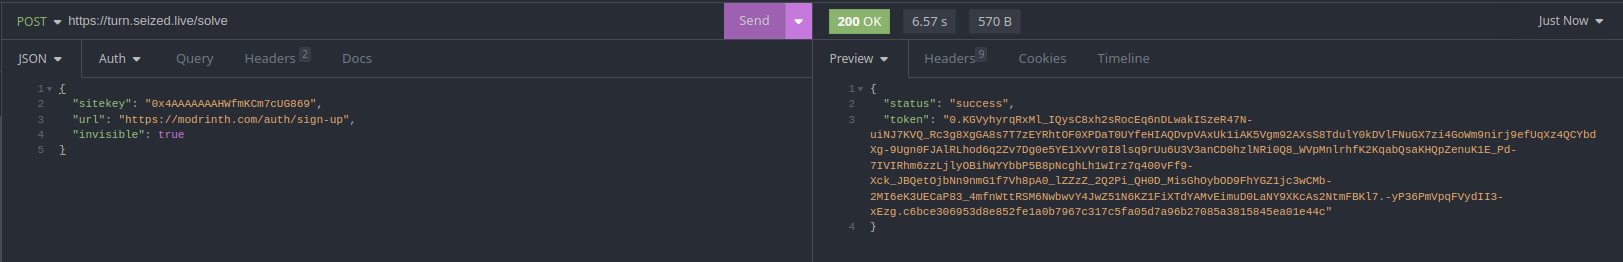 POST https://turn.seized.live/solve Send
200 OK 6.57 s 570 B Just Now
JSON Auth Query Headers 2 Docs
Preview Headers 9 Cookies Timeline
1 {
2 "sitekey": "0x4AAAAAAAHWfmKCm7cUG869",
3 "url": "https://modrinth.com/auth/sign-up",
4 "invisible": true
5 }
1 {
2 "status": "success",
3 "token": "0.KGVyhyrqRxMl_IQysC8xh2sRocEq6nDLwakISzeR47N-
uiNJ7KVQ_Rc3g8XgGA8s7T7zEYRhtOF0XPDaT0UYfeHIAQDvpVAxUk1iAK5Vgm92AXsS8TdulY0kDVlFNuGX7zi4GoWm9nirj9efUqXz4QCYbd
Xg-9Ugn0FJAlRLhod6q2Zv7Dg0e5YE1XvVr0I8lsq9rUu6U3V3anCD0hzlNRi0Q8_WVpMnlrhfK2KqabQsaKHQpZenuK1E_Pd-
7IVIRhm6zzLjlyOBihWYYbbP5B8pNcghLh1wIrz7q400vFf9-
Xck_JBQetOjbNn9nmG1f7Vh8pA0_lZZzZ_2Q2Pi_QH0D_MisGhOybOD9FhYGZ1jc3wCMb-
2MI6eK3UECaP83_4mfnWttRSM6NwbwvY4JwZ51N6KZ1FiXTdYAMvEimuD0LaNY9XKcAs2NtmFBKl7.-yP36PmVpqFVydII3-
xEzg.c6bce306953d8e852fe1a0b7967c317c5fa05d7a96b27085a3815845ea01e44c"
4 }